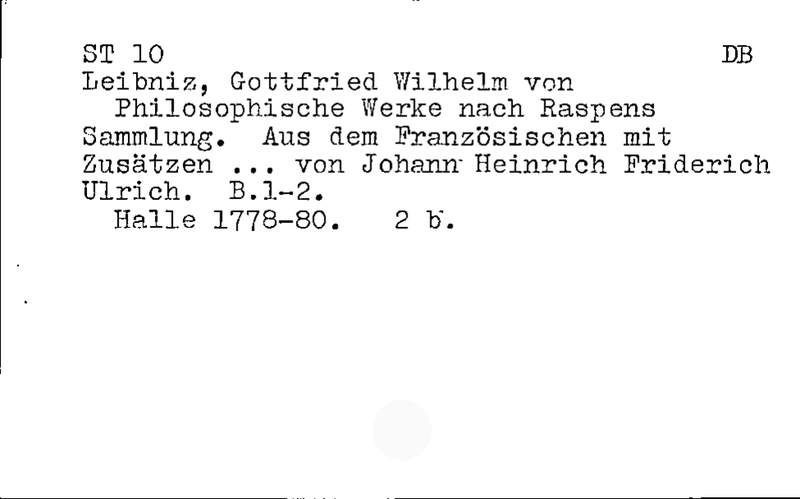 ST 10 DB
Leibniz, Gottfried Wilhelm von
Philosophische Werke nach Raspens
Sammlung. Aus dem Französischen mit
Zusätzen ... von Johann Heinrich Friderich
Ulrich. B.1-2.
Halle 1778-80. 2 b.